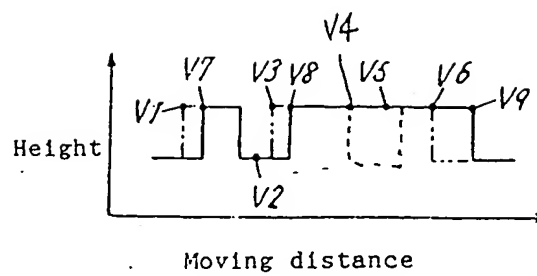 V4
V1 V7 V3 V8 V5 V6 V9
Height
V2
Moving distance